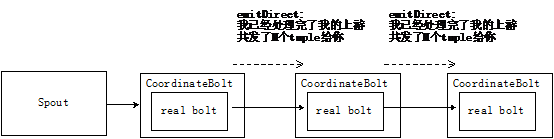 emitDirect:
我已经处理完了我的上游
共发了M个tmple给你
emitDirect:
我已经处理完了我的上游
共发了M个tmple给你
Spout
CoordinateBolt
real bolt
CoordinateBolt
real bolt
CoordinateBolt
real bolt